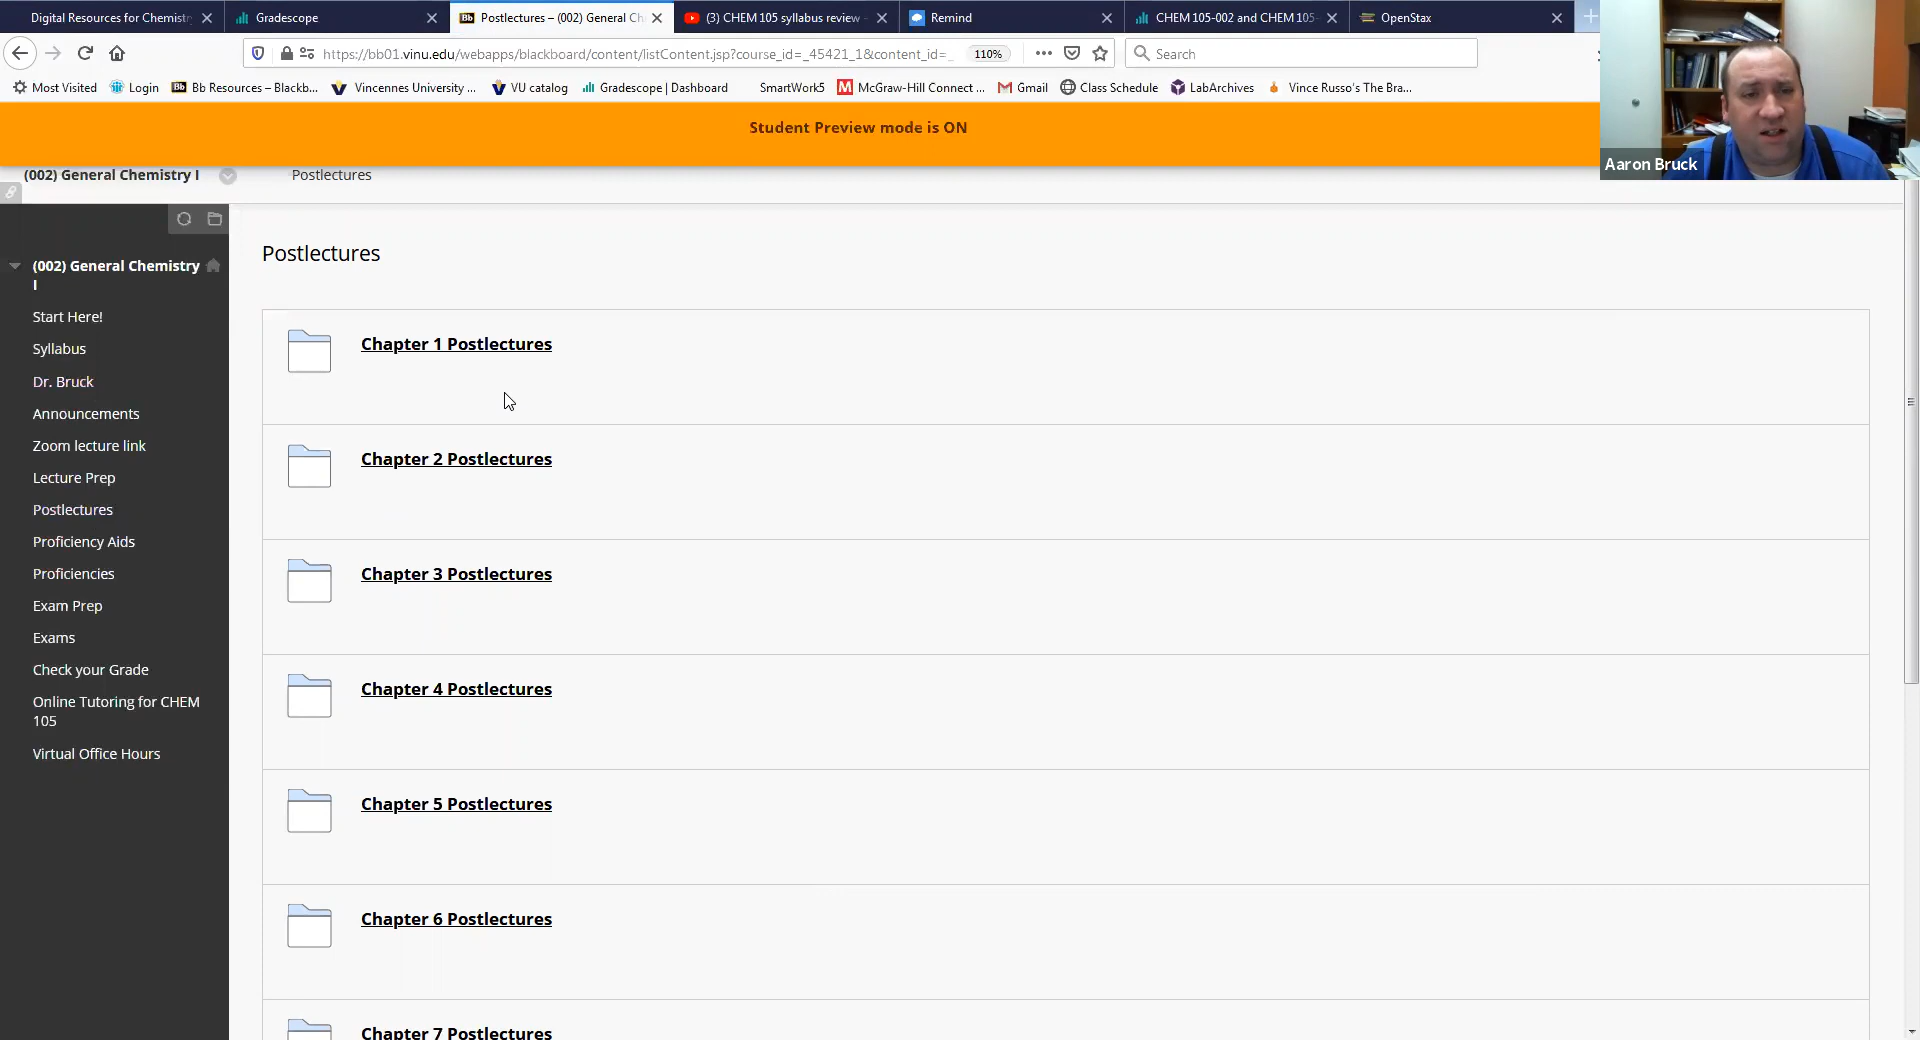 Digital Resources for Chemistr
Gradescope
Bb Postlectures – (002) General Ch
(3) CHEM 105 syllabus review -
Remind
CHEM 105-002 and CHEM 105-
OpenStax
https://bb01.vinu.edu/webapps/blackboard/content/listContent.jsp?course_id=_45421_1&content_id=_
110%
Search
Most Visited
Login
Bb Bb Resources – Blackb...
Vincennes University ...
VU catalog
Gradescope | Dashboard
SmartWork5
M McGraw-Hill Connect ...
Gmail
Class Schedule
LabArchives
Vince Russo's The Bra...
Student Preview mode is ON
Aaron Bruck
(002) General Chemistry I
Postlectures
(002) General Chemistry
I
Start Here!
Syllabus
Dr. Bruck
Announcements
Zoom lecture link
Lecture Prep
Postlectures
Proficiency Aids
Proficiencies
Exam Prep
Exams
Check your Grade
Online Tutoring for CHEM
105
Virtual Office Hours
Postlectures
Chapter 1 Postlectures
Chapter 2 Postlectures
Chapter 3 Postlectures
Chapter 4 Postlectures
Chapter 5 Postlectures
Chapter 6 Postlectures
Chapter 7 Postlectures